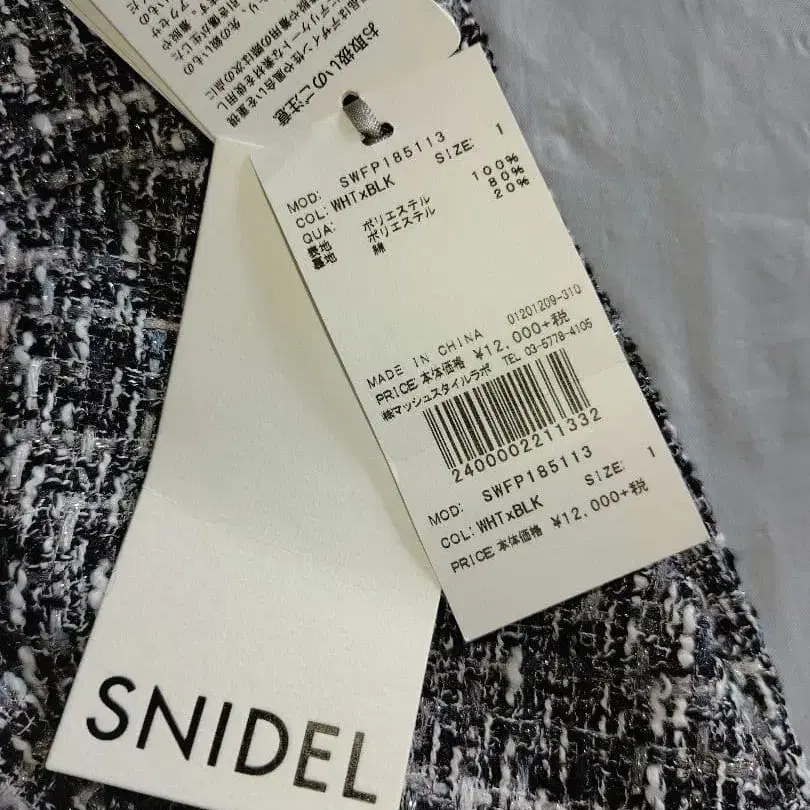 お取扱いのご注意
MOD: SWFP185113 SIZE: 1
COL: WHTxBLK
QUA:
表地 ポリエステル 100%
裏地 ポリエステル 80%
綿 20%
01201209-310
MADE IN CHINA
PRICE:本体価格 ¥12,000+税
㈱マッシュスタイルラボ TEL 03-5778-4105
2400002211332
MOD: SWFP185113 SIZE: 1
COL: WHTxBLK
PRICE:本体価格 ¥12,000+税
SNIDEL